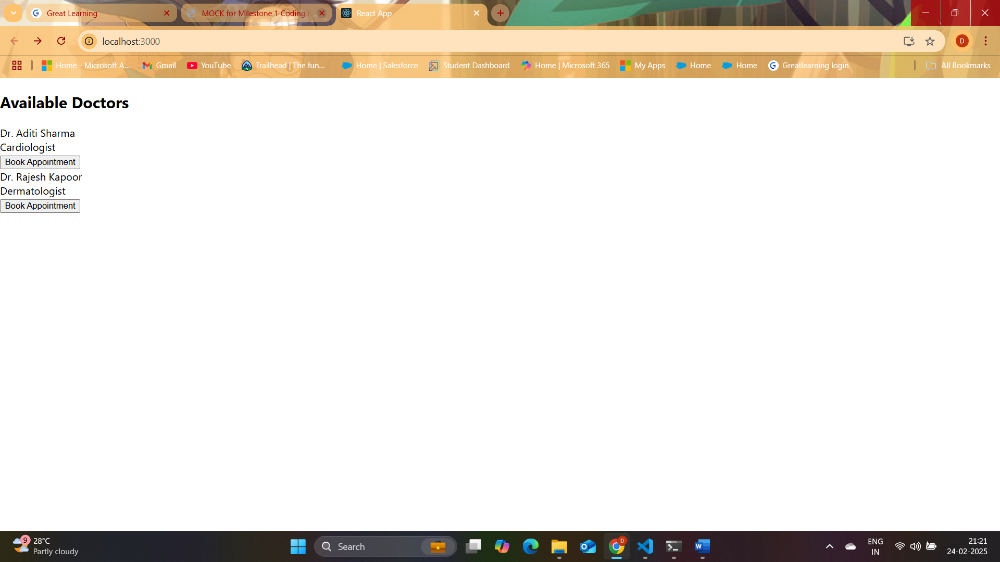 Great Learning
MOCK for Milestone 1 Coding
React App
localhost:3000
D
Home - Microsoft A...
Gmail
YouTube
Trailhead | The fun...
Home | Salesforce
Student Dashboard
Home | Microsoft 365
My Apps
Home
Home
Greatlearning login
All Bookmarks
Available Doctors
Dr. Aditi Sharma
Cardiologist
Book Appointment
Dr. Rajesh Kapoor
Dermatologist
Book Appointment
9
28°C
Partly cloudy
Search
D
ENG
IN
21:21
24-02-2025